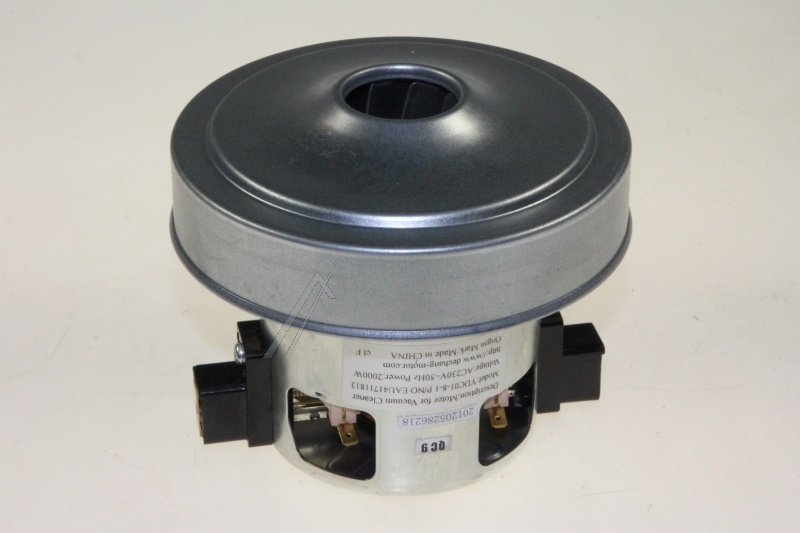 Description:Motor for Vacuum Cleaner
Model:YDC01-8-1 P/NO:EAU41711813
Voltage:AC230V~50Hz Power:2000W
http://www.dechang-motor.com
Origin Mark:Made in CHINA
cl F
201205286218
QC 9